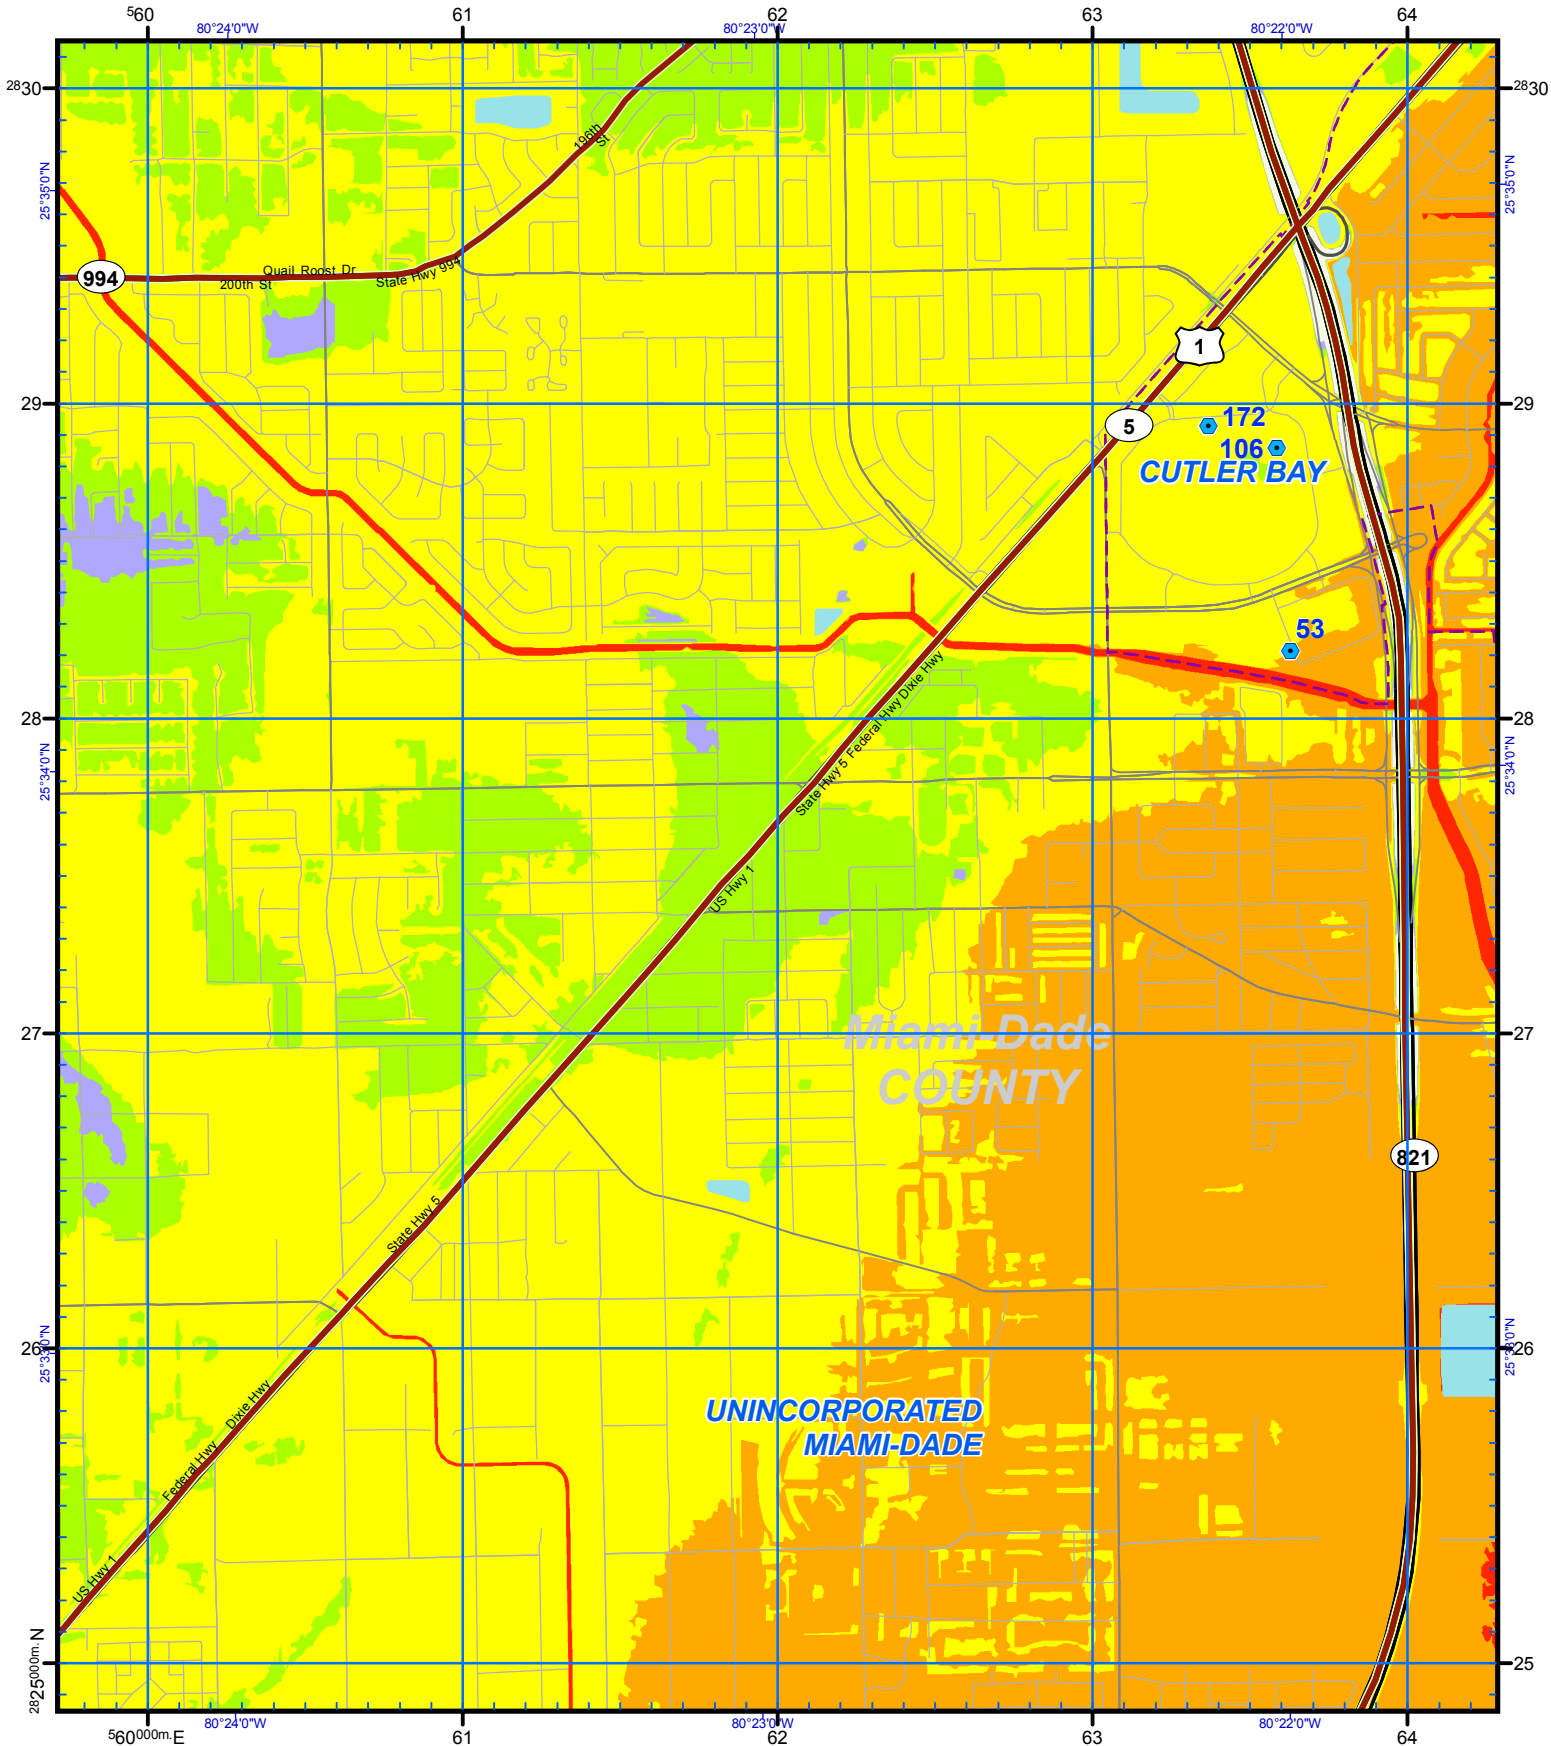 560 61 62 63 64
80°24'0"W 80°23'0"W 80°22'0"W
2830 2830
196th
St
25°35'0"N 25°35'0"N
994
Quail Roost Dr
200th St
State Hwy 994
1
29 29
5
172
106
CUTLER BAY
53
28 28
State Hwy 5 Federal Hwy Dixie Hwy
25°34'0"N 25°34'0"N
US Hwy 1
27 27
Miami-Dade
COUNTY
821
State Hwy 5
26 26
25°33'0"N 25°33'0"N
UNINCORPORATED
MIAMI-DADE
Dixie Hwy
Federal Hwy
US Hwy 1
2825000m. N 25
80°24'0"W 80°23'0"W 80°22'0"W
560000m. E 61 62 63 64